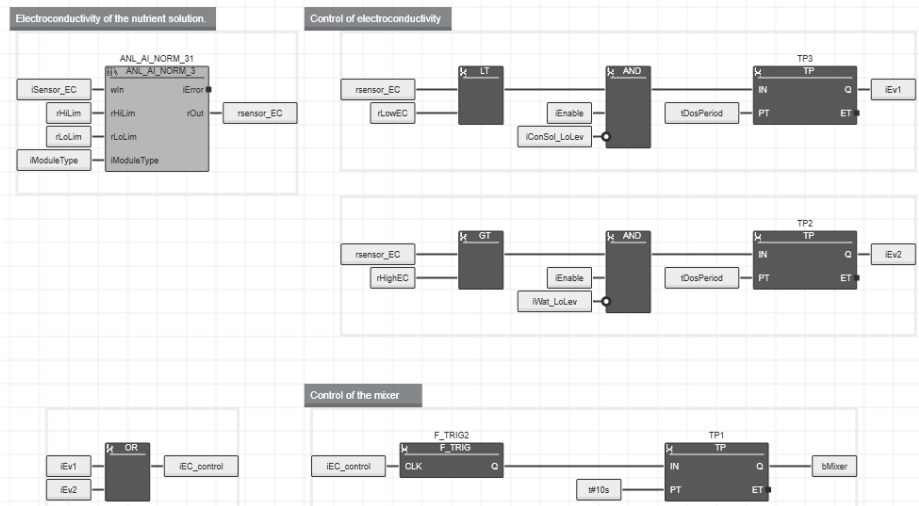 Electroconductivity of the nutrient solution.
Control of electroconductivity
ANL_AI_NORM_31
ANL_AI_NORM_3
iSensor_EC wIn iError
rHiLim rHiLim rOut rsensor_EC
rLoLim rLoLim
iModuleType iModuleType
TP3
LT AND TP
rsensor_EC IN Q iEv1
rLowEC iEnable tDosPeriod PT ET
iConSol_LoLev
TP2
GT AND TP
rsensor_EC IN Q iEv2
rHighEC iEnable tDosPeriod PT ET
iWat_LoLev
Control of the mixer
OR
iEv1 iEC_control
iEv2
F_TRIG2 TP1
F_TRIG TP
iEC_control CLK Q IN Q bMixer
t#10s PT ET